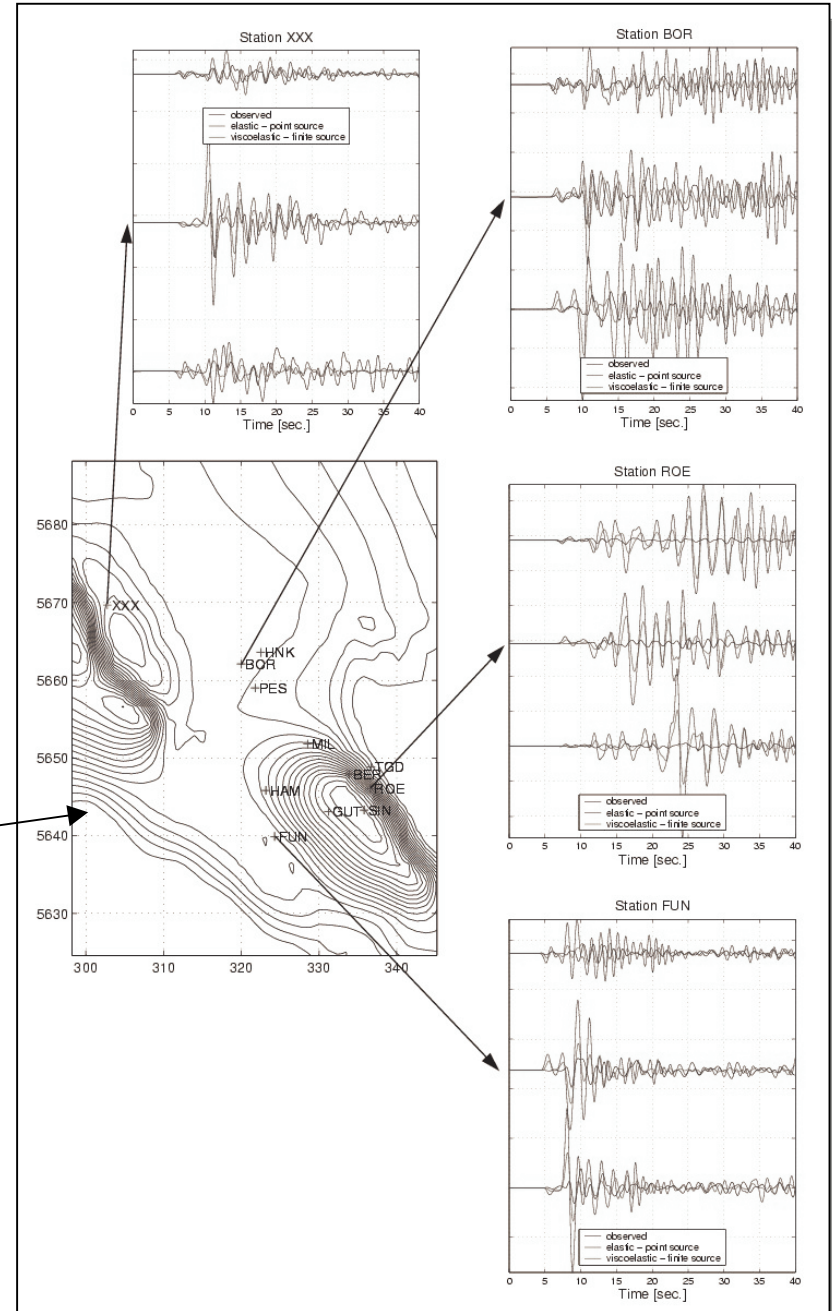 Station XXX
observed
elastic – point source
viscoelastic – finite source
0 5 10 15 20 25 30 35 40
Time [sec.]
Station BOR
observed
elastic – point source
viscoelastic – finite source
0 5 10 15 20 25 30 35 40
Time [sec.]
5680
5670
5660
5650
5640
5630
300 310 320 330 340
XXX
HNK
BOR
PES
MIL
TGD
BER
ROE
HAM
GUT
SIN
FUN
Station ROE
observed
elastic – point source
viscoelastic – finite source
0 5 10 15 20 25 30 35 40
Time [sec.]
Station FUN
observed
elastic – point source
viscoelastic – finite source
0 5 10 15 20 25 30 35 40
Time [sec.]